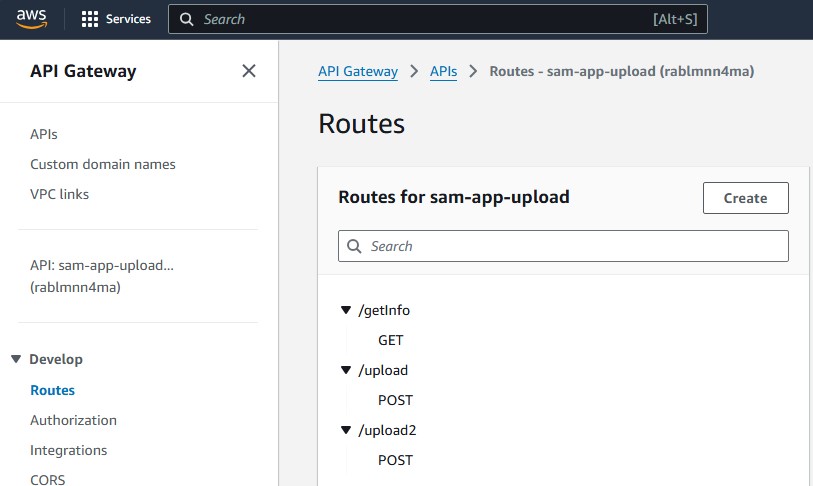 aws
Services
Search
[Alt+S]
API Gateway
APIs
Custom domain names
VPC links
API: sam-app-upload...
(rablmnn4ma)
Develop
Routes
Authorization
Integrations
CORS
API Gateway > APIs > Routes - sam-app-upload (rablmnn4ma)
Routes
Routes for sam-app-upload
Create
Search
/getInfo
GET
/upload
POST
/upload2
POST